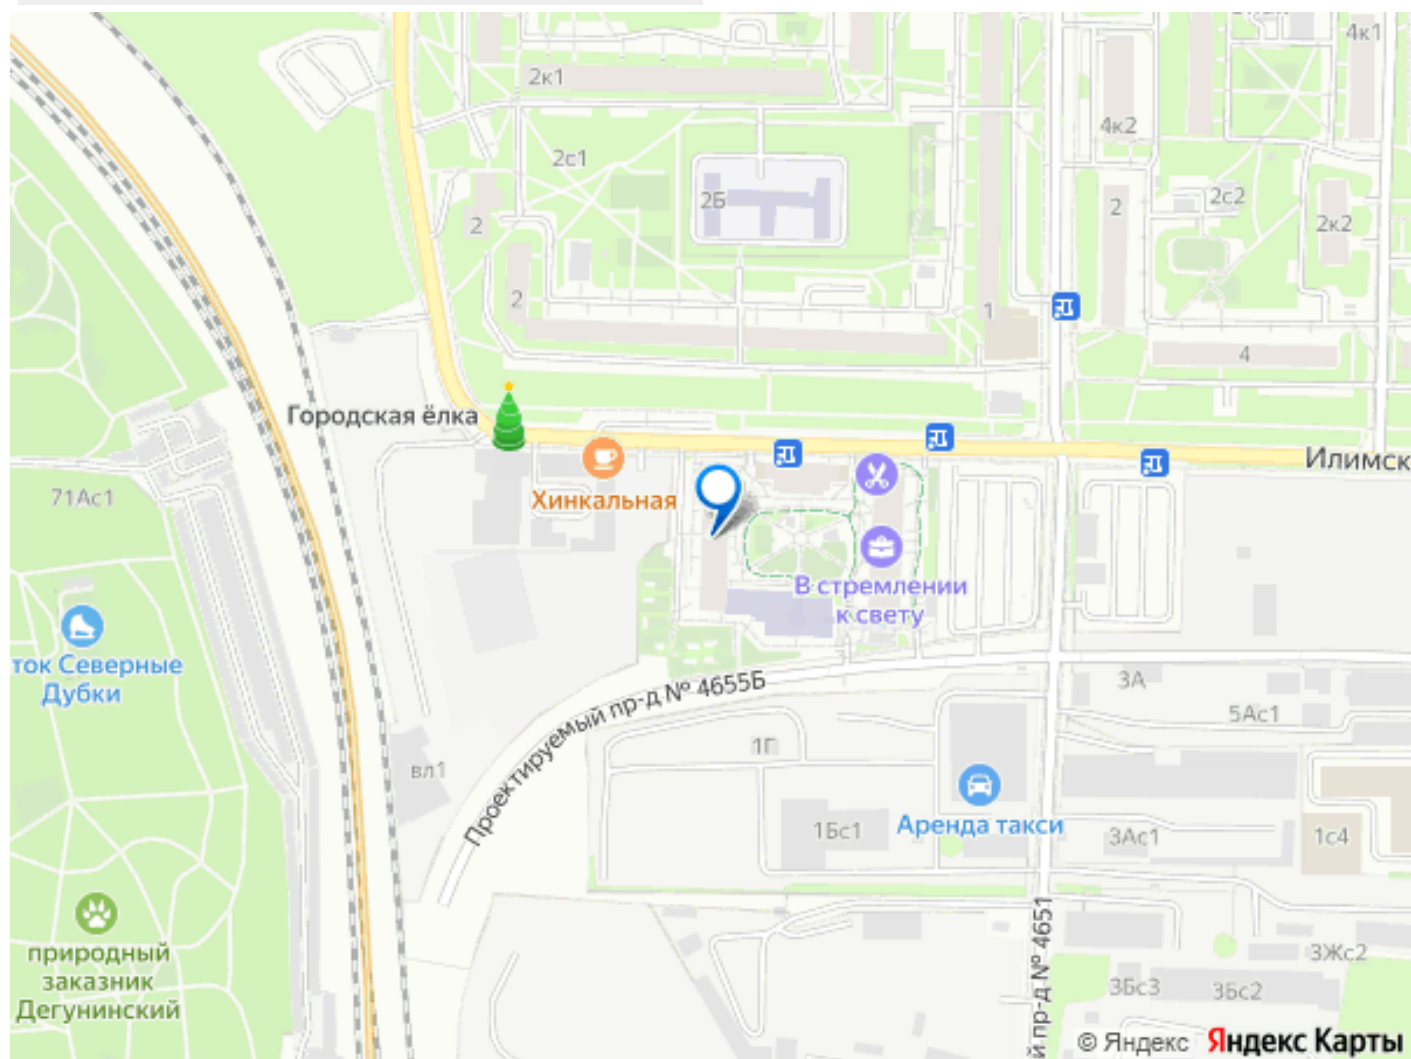 4к1
2к1
4к2
2с1
2Б
2
2с2
2
2к2
2
1
4
Городская ёлка
Илимск
71Ас1
Хинкальная
В стремлении
к свету
ток Северные
Дубки
Проектируемый пр-д № 4655Б
3А
5Ас1
1Г
вл1
1Бс1
Аренда такси
3Ас1
1с4
й пр-д № 4651
природный
заказник
Дегунинский
3Жс2
3Бс3
3Бс2
© Яндекс Яндекс Карты